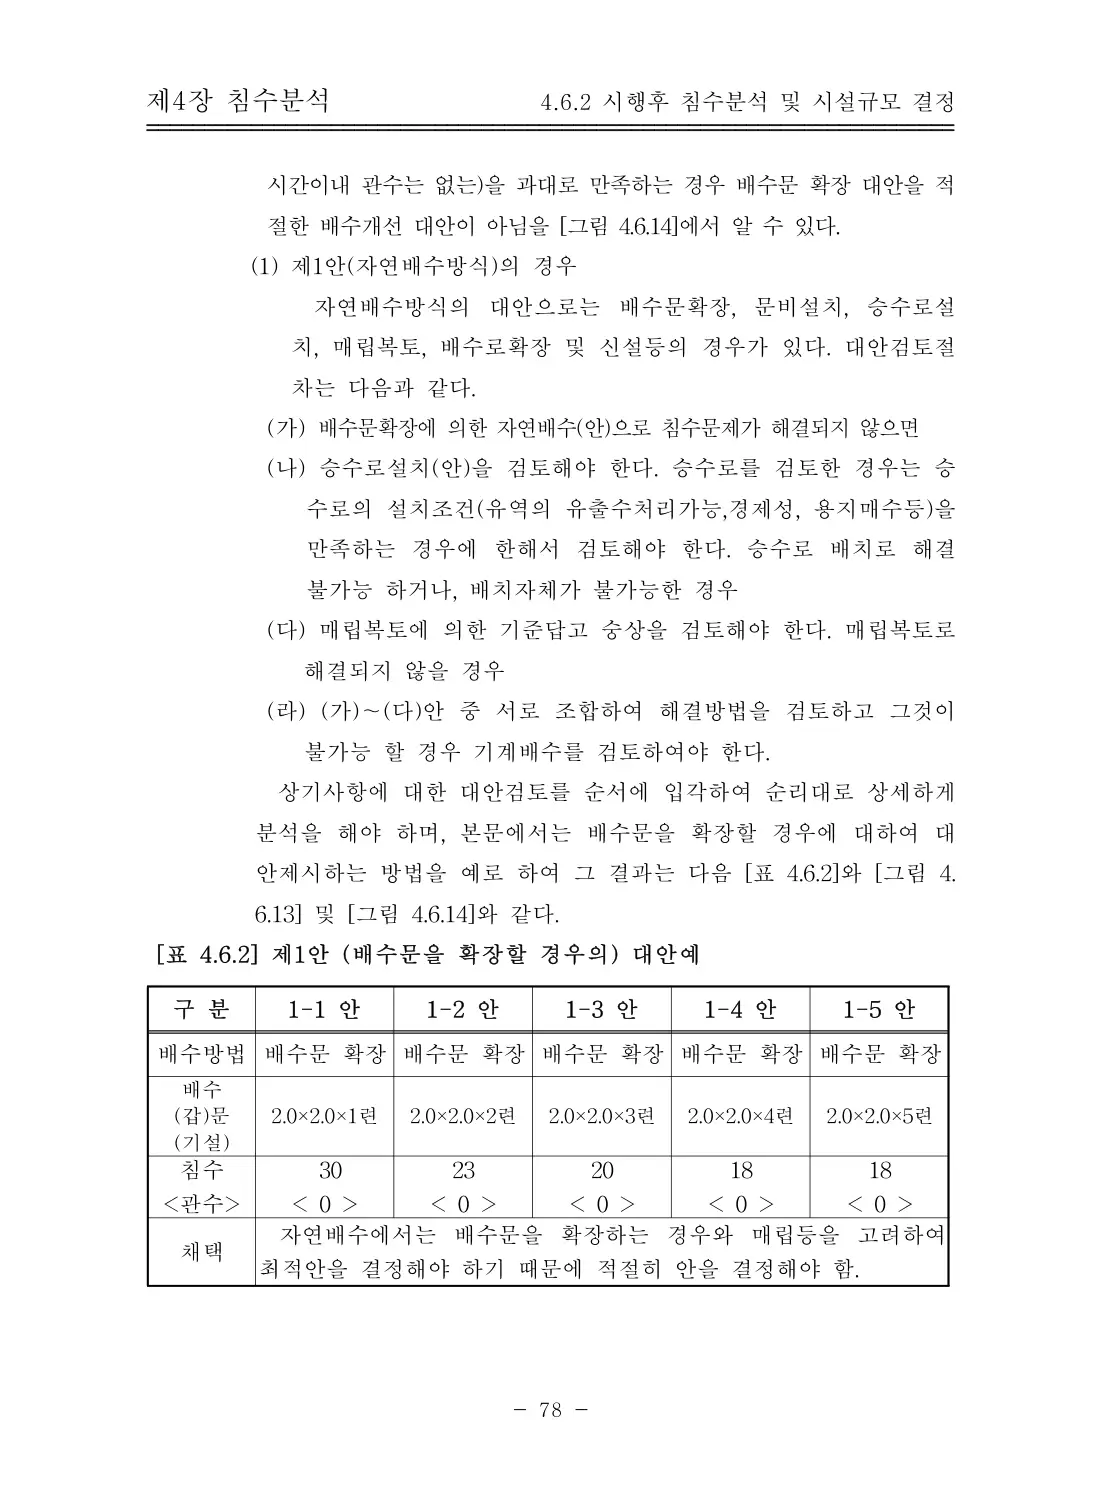 제4장 침수분석
4.6.2 시행후 침수분석 및 시설규모 결정
시간이내 관수는 없는)을 과대로 만족하는 경우 배수문 확장 대안을 적
절한 배수개선 대안이 아님을 [그림 4.6.14]에서 알 수 있다.
(1) 제1안(자연배수방식)의 경우
자연배수방식의 대안으로는 배수문확장, 문비설치, 승수로설
치, 매립복토, 배수로확장 및 신설등의 경우가 있다. 대안검토절
차는 다음과 같다.
(가) 배수문확장에 의한 자연배수(안)으로 침수문제가 해결되지 않으면
(나) 승수로설치(안)을 검토해야 한다. 승수로를 검토한 경우는 승
수로의 설치조건(유역의 유출수처리가능,경제성, 용지매수등)을
만족하는 경우에 한해서 검토해야 한다. 승수로 배치로 해결
불가능 하거나, 배치자체가 불가능한 경우
(다) 매립복토에 의한 기준답고 숭상을 검토해야 한다. 매립복토로
해결되지 않을 경우
(라) (가)～(다)안 중 서로 조합하여 해결방법을 검토하고 그것이
불가능 할 경우 기계배수를 검토하여야 한다.
상기사항에 대한 대안검토를 순서에 입각하여 순리대로 상세하게
분석을 해야 하며, 본문에서는 배수문을 확장할 경우에 대하여 대
안제시하는 방법을 예로 하여 그 결과는 다음 [표 4.6.2]와 [그림 4.
6.13] 및 [그림 4.6.14]와 같다.
[표 4.6.2] 제1안 (배수문을 확장할 경우의) 대안예
구 분 1-1 안 1-2 안 1-3 안 1-4 안 1-5 안
배수방법 배수문 확장 배수문 확장 배수문 확장 배수문 확장 배수문 확장
배수
(갑)문 2.0×2.0×1련 2.0×2.0×2련 2.0×2.0×3련 2.0×2.0×4련 2.0×2.0×5련
(기설)
침수 30 23 20 18 18
<관수> < 0 > < 0 > < 0 > < 0 > < 0 >
채택
자연배수에서는 배수문을 확장하는 경우와 매립등을 고려하여
최적안을 결정해야 하기 때문에 적절히 안을 결정해야 함.
- 78 -